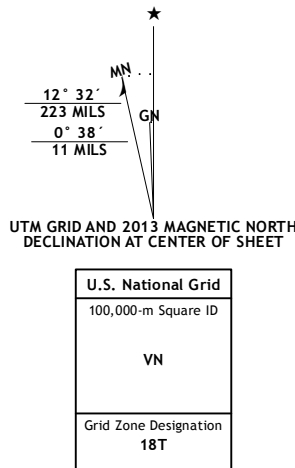 ★
MN
GN
12° 32´
223 MILS
0° 38´
11 MILS
UTM GRID AND 2013 MAGNETIC NORTH
DECLINATION AT CENTER OF SHEET
U.S. National Grid
100,000-m Square ID
VN
Grid Zone Designation
18T